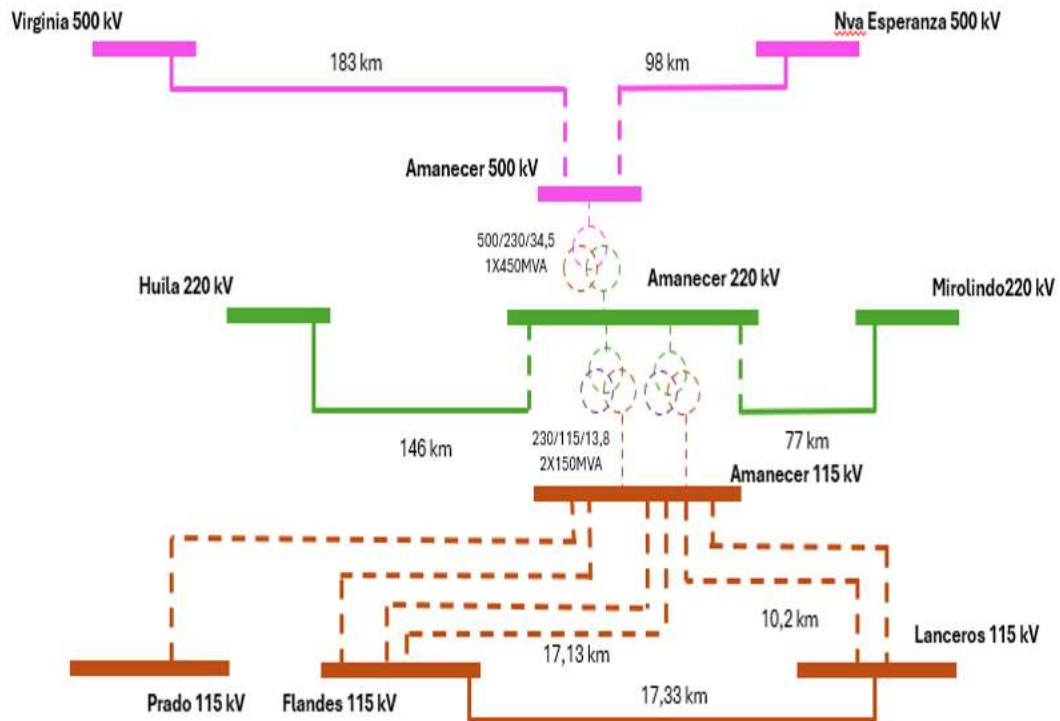 Virginia 500 kV
Nva Esperanza 500 kV
183 km
98 km
Amanecer 500 kV
500/230/34,5
1X450MVA
Huila 220 kV
Amanecer 220 kV
Mirolindo220 kV
146 km
230/115/13,8
2X150MVA
77 km
Amanecer 115 kV
10,2 km
17,13 km
Lanceros 115 kV
Prado 115 kV
Flandes 115 kV
17,33 km